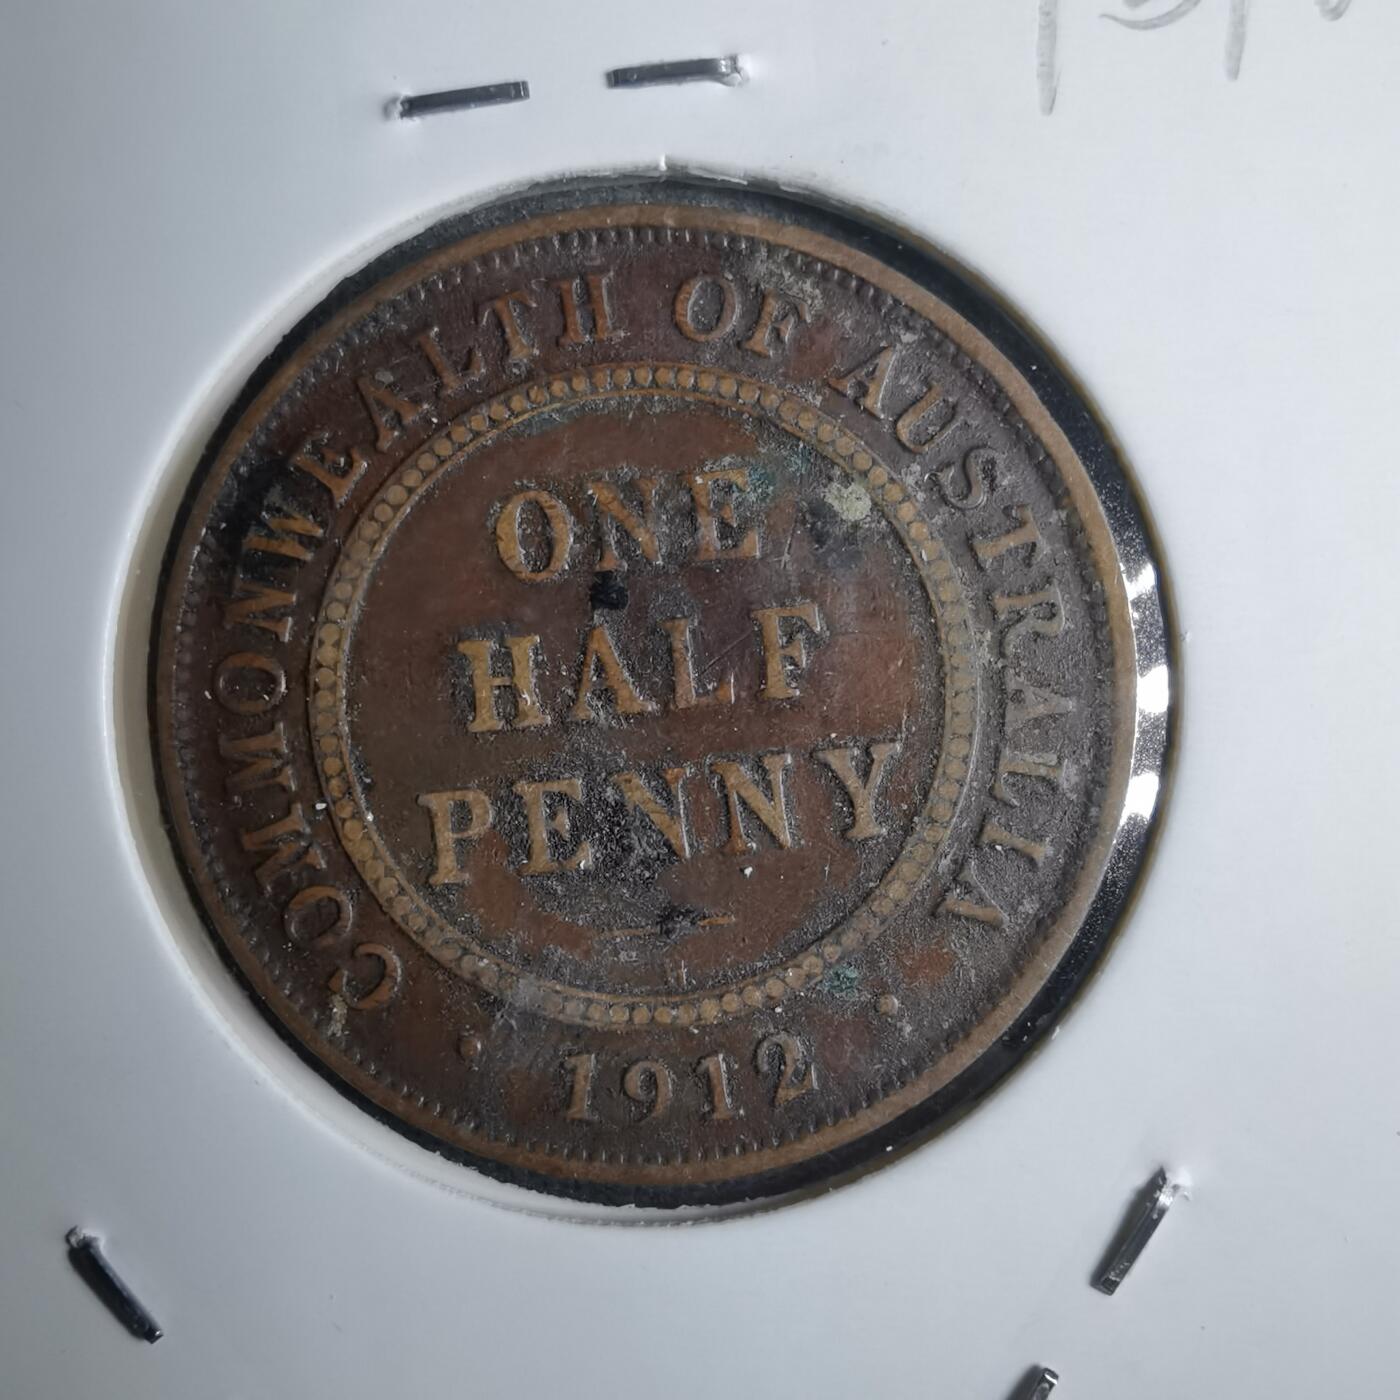 COMMONWEALTH OF AUSTRALIA
ONE
HALF
PENNY
1912